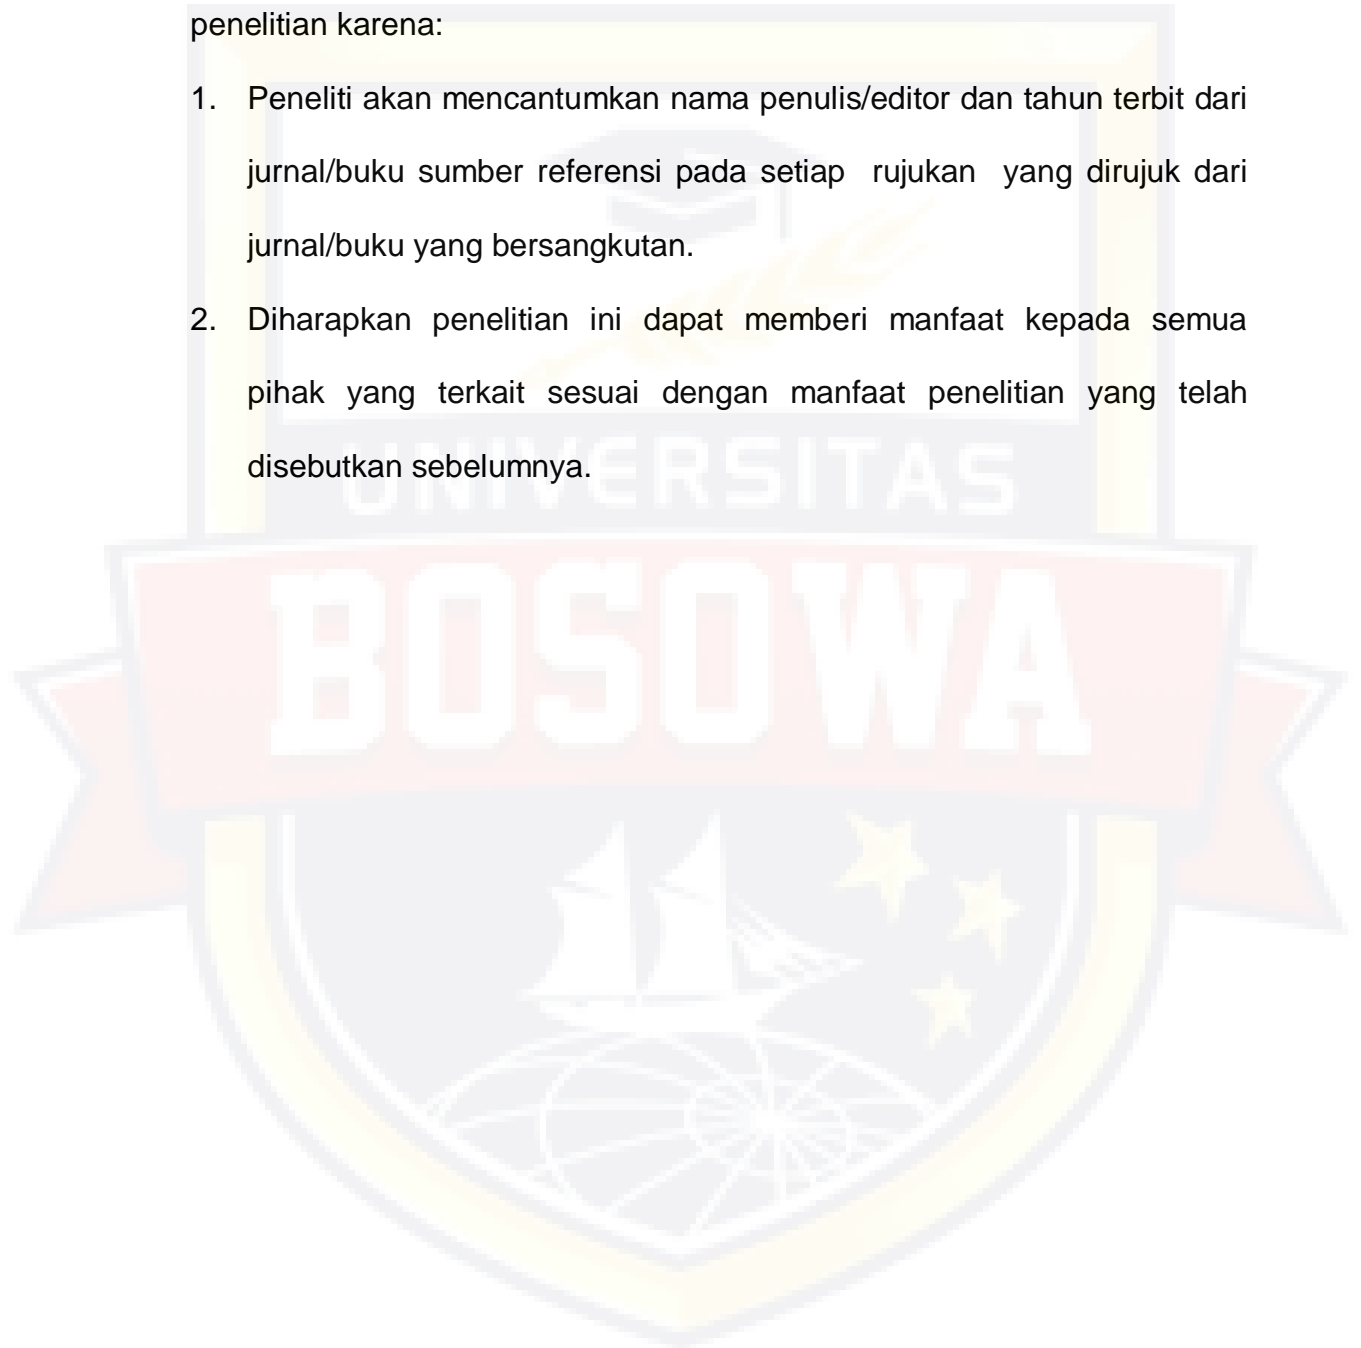 penelitian karena:
1. Peneliti akan mencantumkan nama penulis/editor dan tahun terbit dari
jurnal/buku sumber referensi pada setiap rujukan yang dirujuk dari
jurnal/buku yang bersangkutan.
2. Diharapkan penelitian ini dapat memberi manfaat kepada semua
pihak yang terkait sesuai dengan manfaat penelitian yang telah
disebutkan sebelumnya.
UNIVERSITAS
BOSOWA